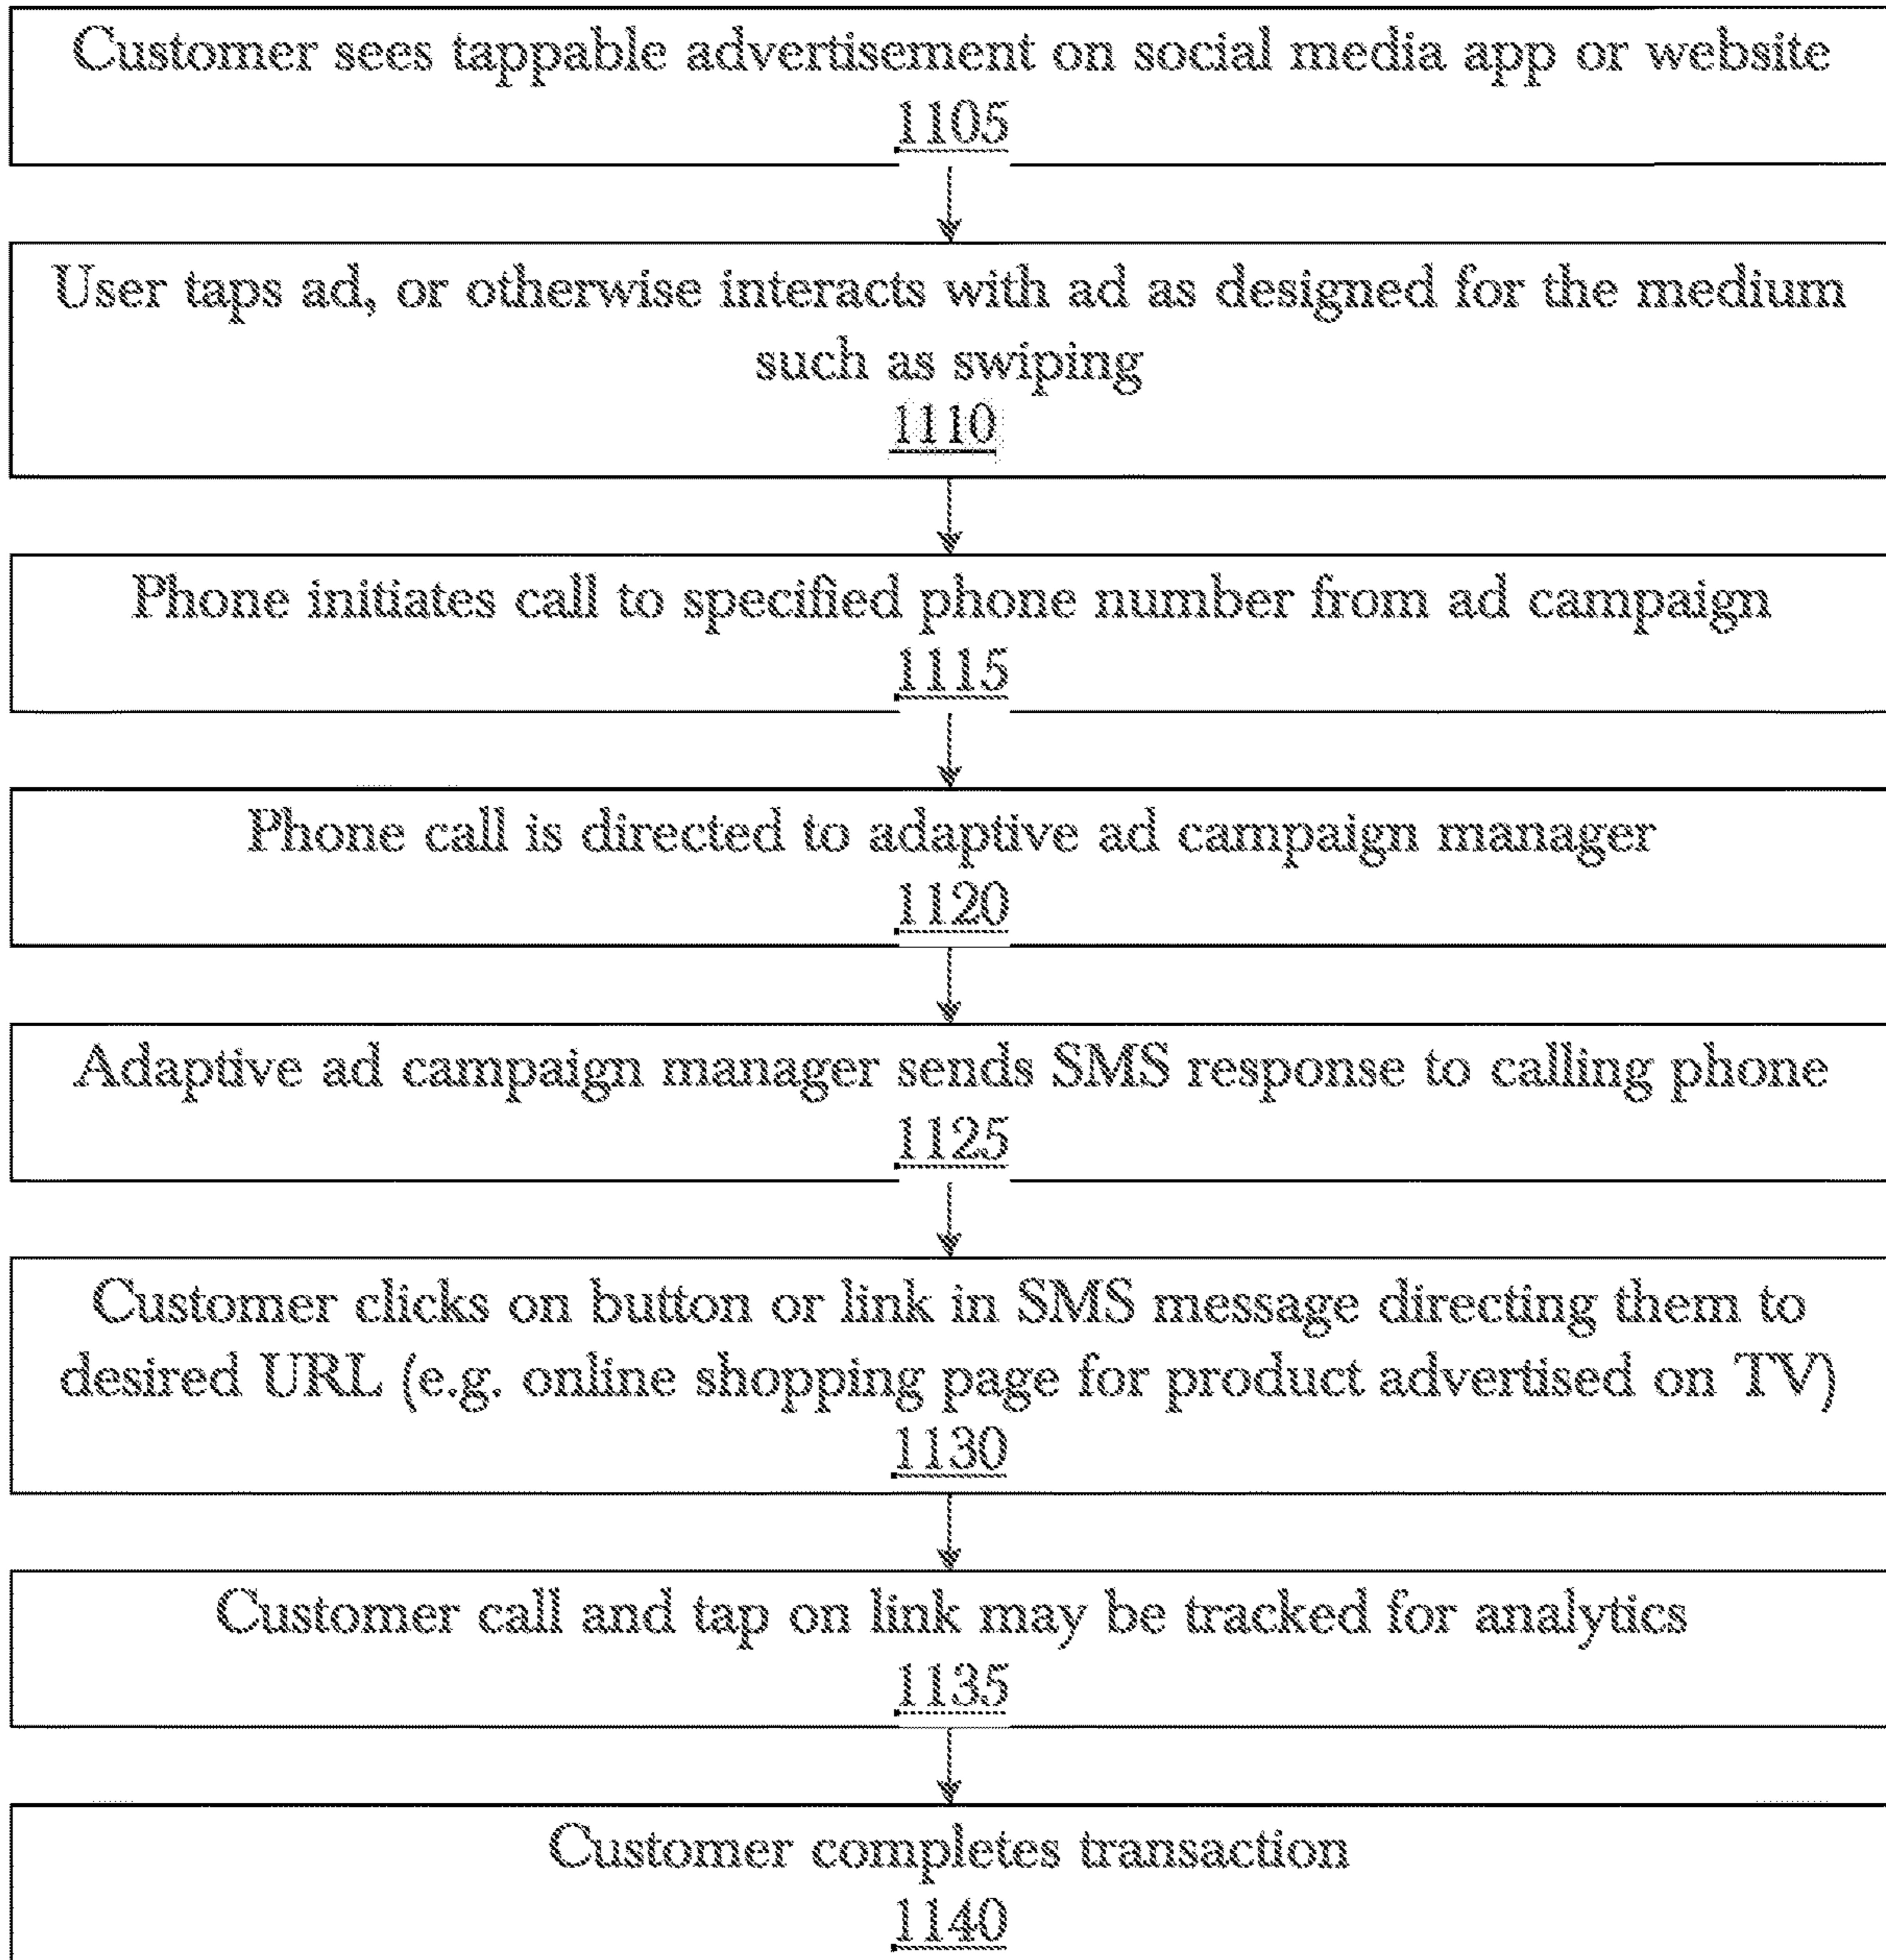 Customer sees tappable advertisement on social media app or website
1105
User taps ad, or otherwise interacts with ad as designed for the medium
such as swiping
1110
Phone initiates call to specified phone number from ad campaign
1115
Phone call is directed to adaptive ad campaign manager
1120
Adaptive ad campaign manager sends SMS response to calling phone
1125
Customer clicks on button or link in SMS message directing them to
desired URL (e.g. online shopping page for product advertised on TV)
1130
Customer call and tap on link may be tracked for analytics
1135
Customer completes transaction
1140